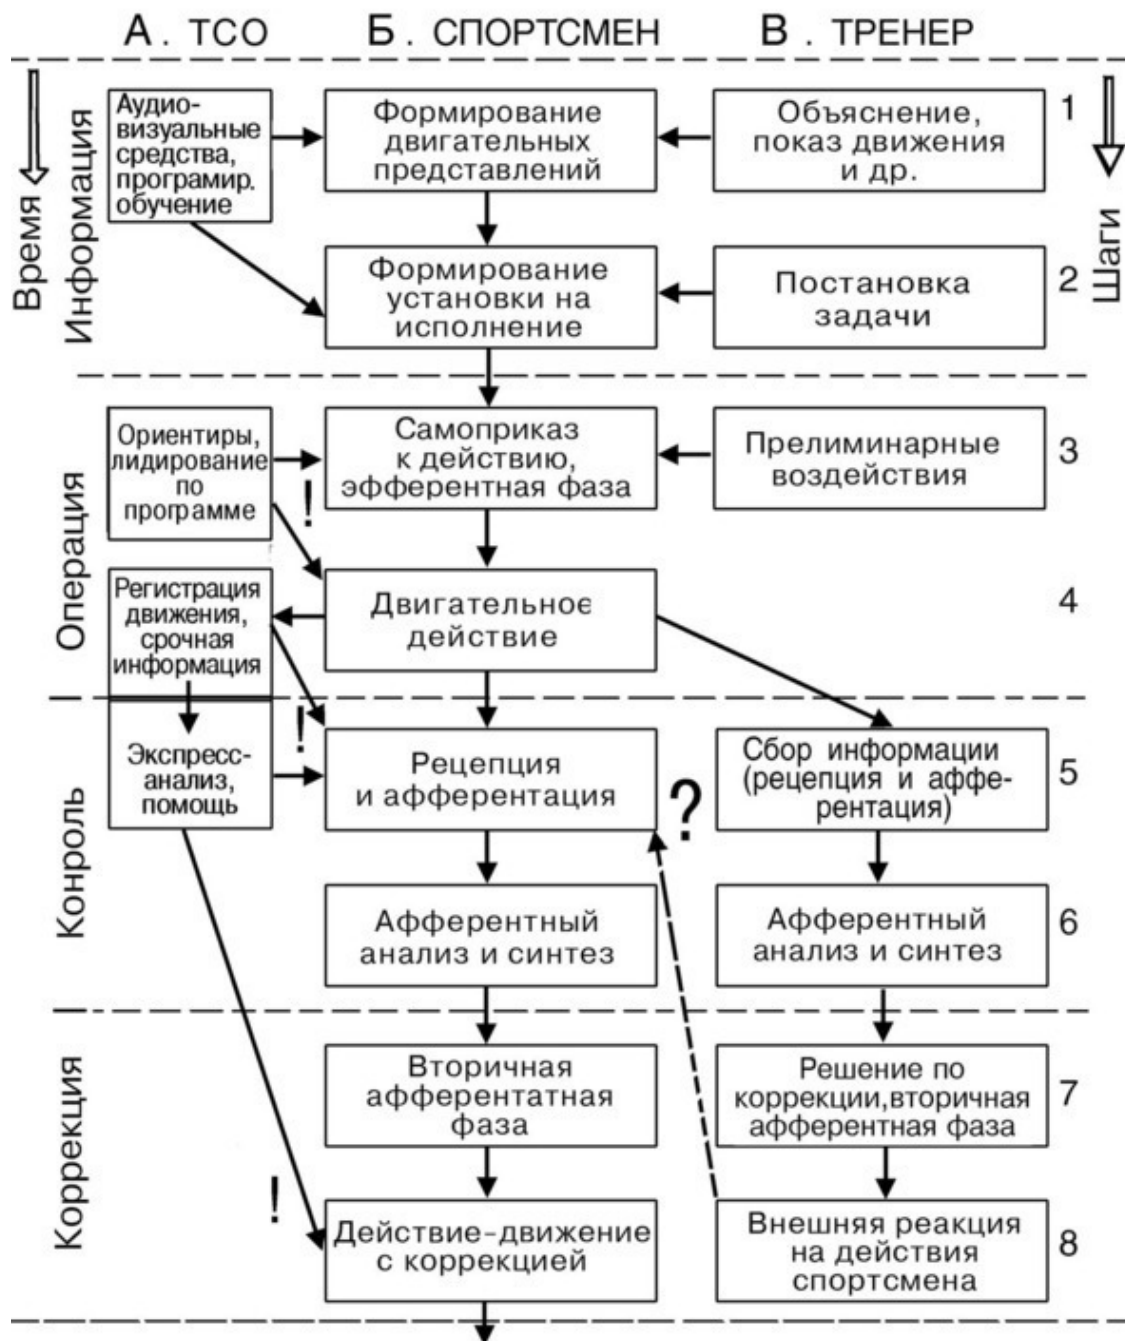 А. ТСО
Б. СПОРТСМЕН
В. ТРЕНЕР
Время
Информация
Аудио-
визуальные
средства,
програмир.
обучение
Формирование
двигательных
представлений
Объяснение,
показ движения
и др.
1
Шаги
Формирование
установки на
исполнение
Постановка
задачи
2
Операция
Ориентиры,
лидирование
по
программе
!
Самоприказ
к действию,
эфферентная фаза
Прелиминарные
воздействия
3
Регистрация
движения,
срочная
информация
Двигательное
действие
4
Конроль
Экспресс-
анализ,
помощь
!
Рецепция
и афферентация
?
Сбор информации
(рецепция и аффе-
рентация)
5
Афферентный
анализ и синтез
Афферентный
анализ и синтез
6
Коррекция
Вторичная
афферентатная
фаза
Решение по
коррекции,вторичная
афферентная фаза
7
!
Действие-движение
с коррекцией
Внешняя реакция
на действия
спортсмена
8